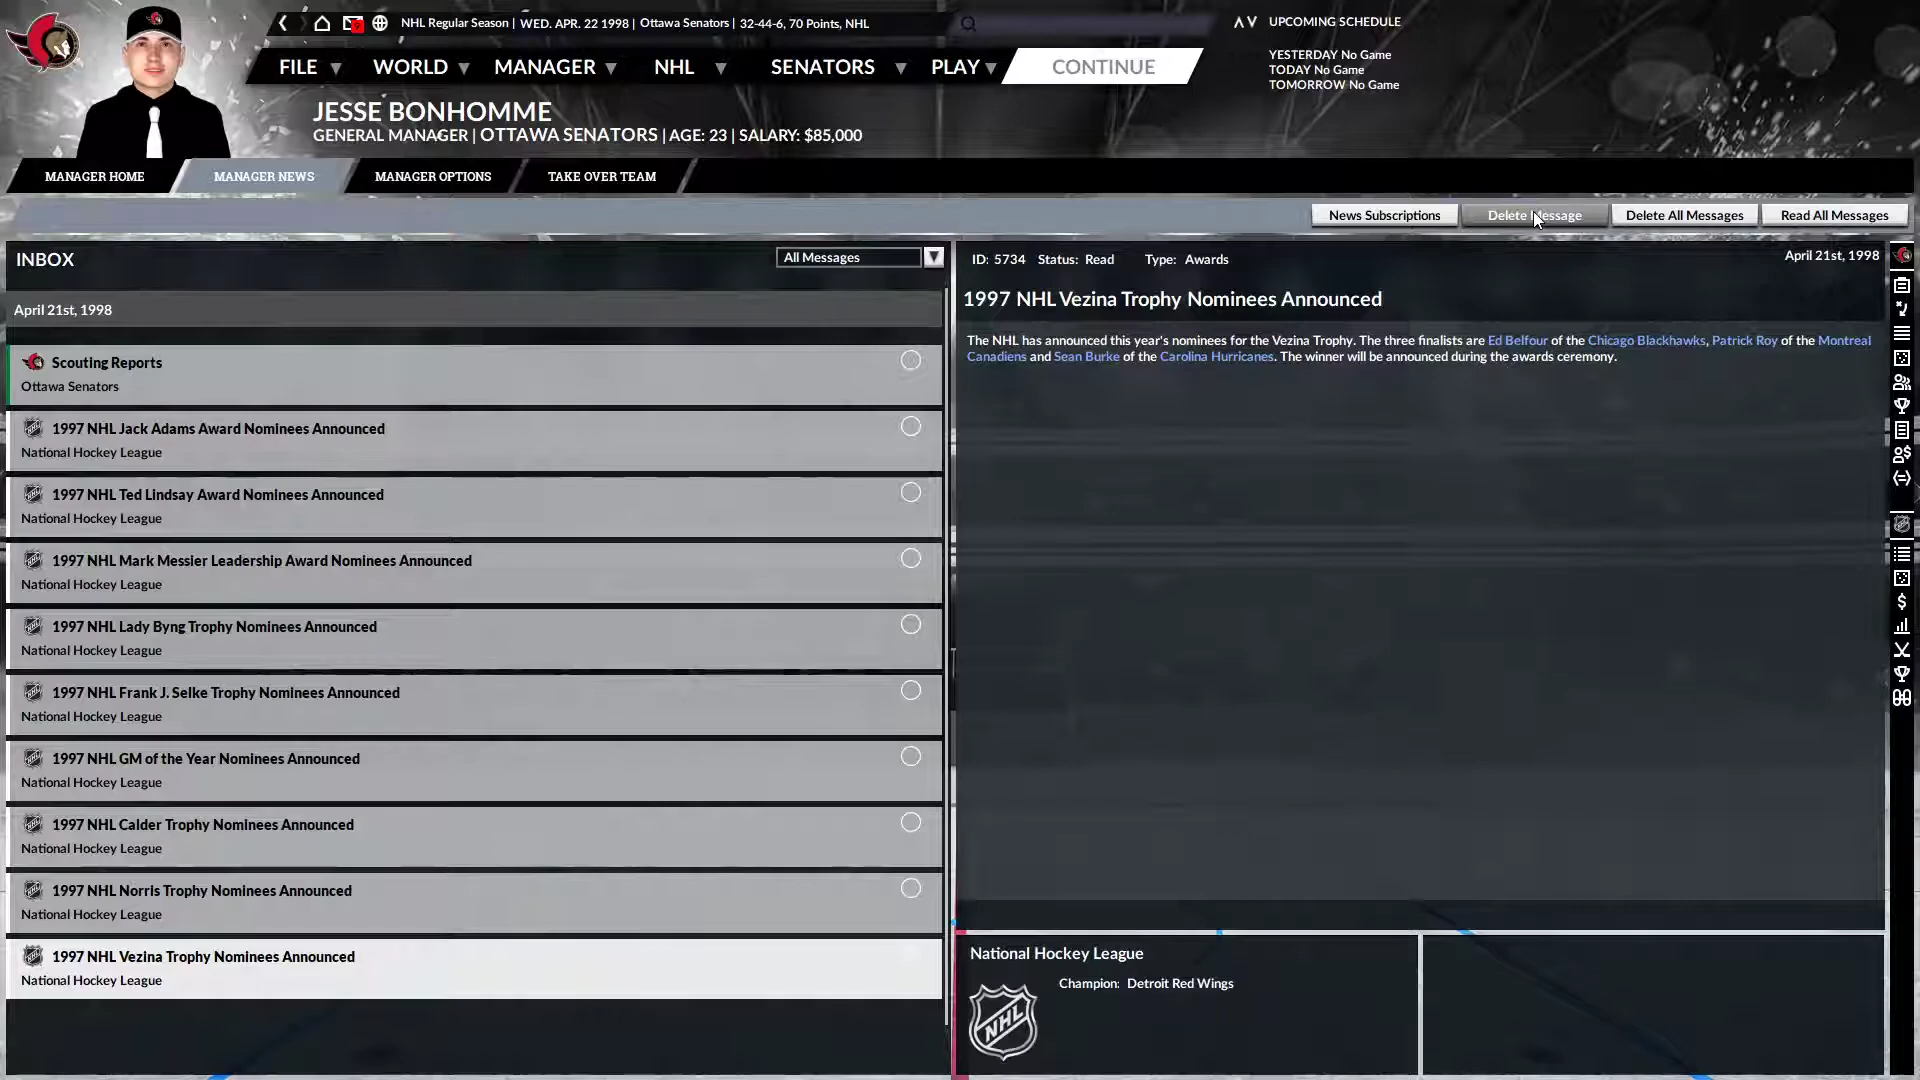 NHL Regular Season | WED. APR. 22 1998 | Ottawa Senators | 32-44-6, 70 Points, NHL
FILE WORLD MANAGER NHL SENATORS PLAY CONTINUE
UPCOMING SCHEDULE
YESTERDAY No Game
TODAY No Game
TOMORROW No Game
JESSE BONHOMME
GENERAL MANAGER | OTTAWA SENATORS | AGE: 23 | SALARY: $85,000
MANAGER HOME MANAGER NEWS MANAGER OPTIONS TAKE OVER TEAM
News Subscriptions Delete Message Delete All Messages Read All Messages
INBOX All Messages
April 21st, 1998
Scouting Reports
Ottawa Senators
1997 NHL Jack Adams Award Nominees Announced
National Hockey League
1997 NHL Ted Lindsay Award Nominees Announced
National Hockey League
1997 NHL Mark Messier Leadership Award Nominees Announced
National Hockey League
1997 NHL Lady Byng Trophy Nominees Announced
National Hockey League
1997 NHL Frank J. Selke Trophy Nominees Announced
National Hockey League
1997 NHL GM of the Year Nominees Announced
National Hockey League
1997 NHL Calder Trophy Nominees Announced
National Hockey League
1997 NHL Norris Trophy Nominees Announced
National Hockey League
1997 NHL Vezina Trophy Nominees Announced
National Hockey League
ID: 5734 Status: Read Type: Awards April 21st, 1998
1997 NHL Vezina Trophy Nominees Announced
The NHL has announced this year's nominees for the Vezina Trophy. The three finalists are Ed Belfour of the Chicago Blackhawks, Patrick Roy of the Montreal
Canadiens and Sean Burke of the Carolina Hurricanes. The winner will be announced during the awards ceremony.
National Hockey League
Champion: Detroit Red Wings
NHL